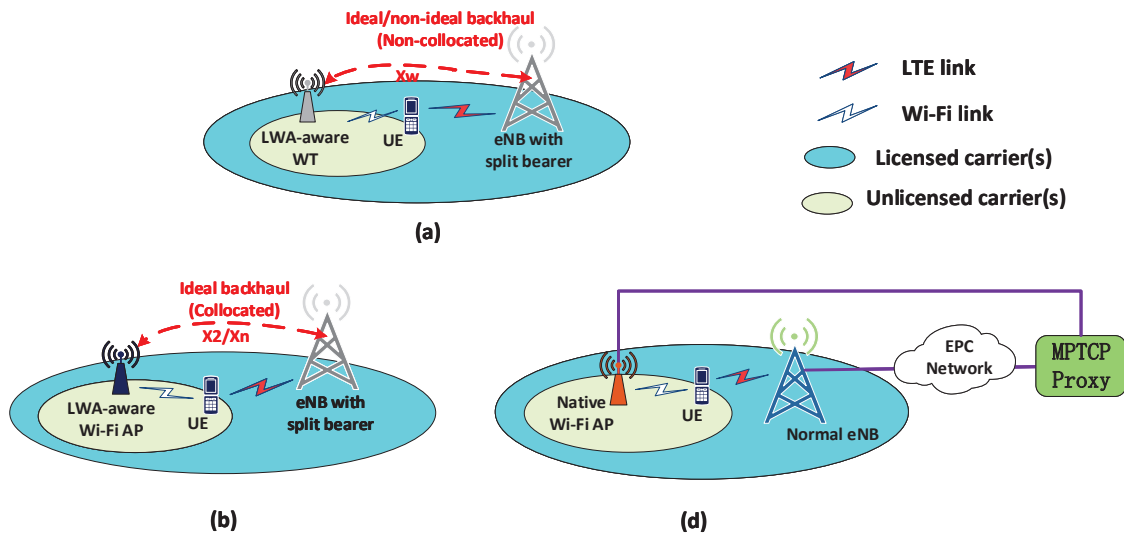 Ideal/non-ideal backhaul
(Non-collocated)
Xw
LWA-aware
WT
UE
eNB with
split bearer
(a)
LTE link
Wi-Fi link
Licensed carrier(s)
Unlicensed carrier(s)
Ideal backhaul
(Collocated)
X2/Xn
LWA-aware
Wi-Fi AP
UE
eNB with
split bearer
(b)
Native
Wi-Fi AP
UE
Normal eNB
EPC
Network
MPTCP
Proxy
(d)